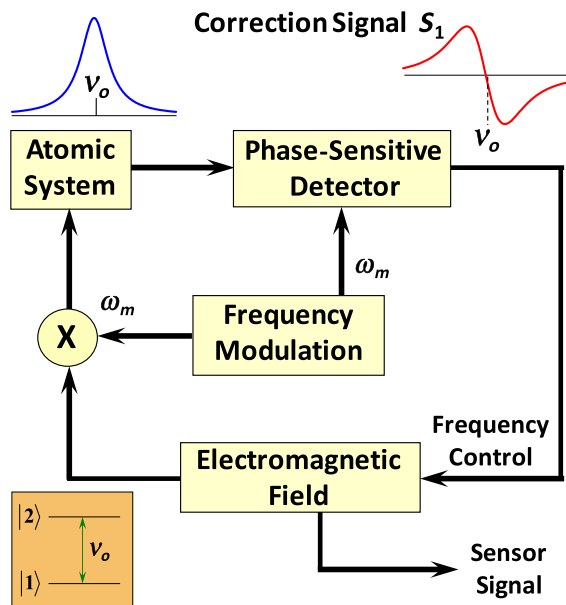 Correction Signal S₁
νₒ
νₒ
Atomic
System
Phase-Sensitive
Detector
ωₘ
ωₘ
X
Frequency
Modulation
Frequency
Control
Electromagnetic
Field
|2⟩
νₒ
|1⟩
Sensor
Signal